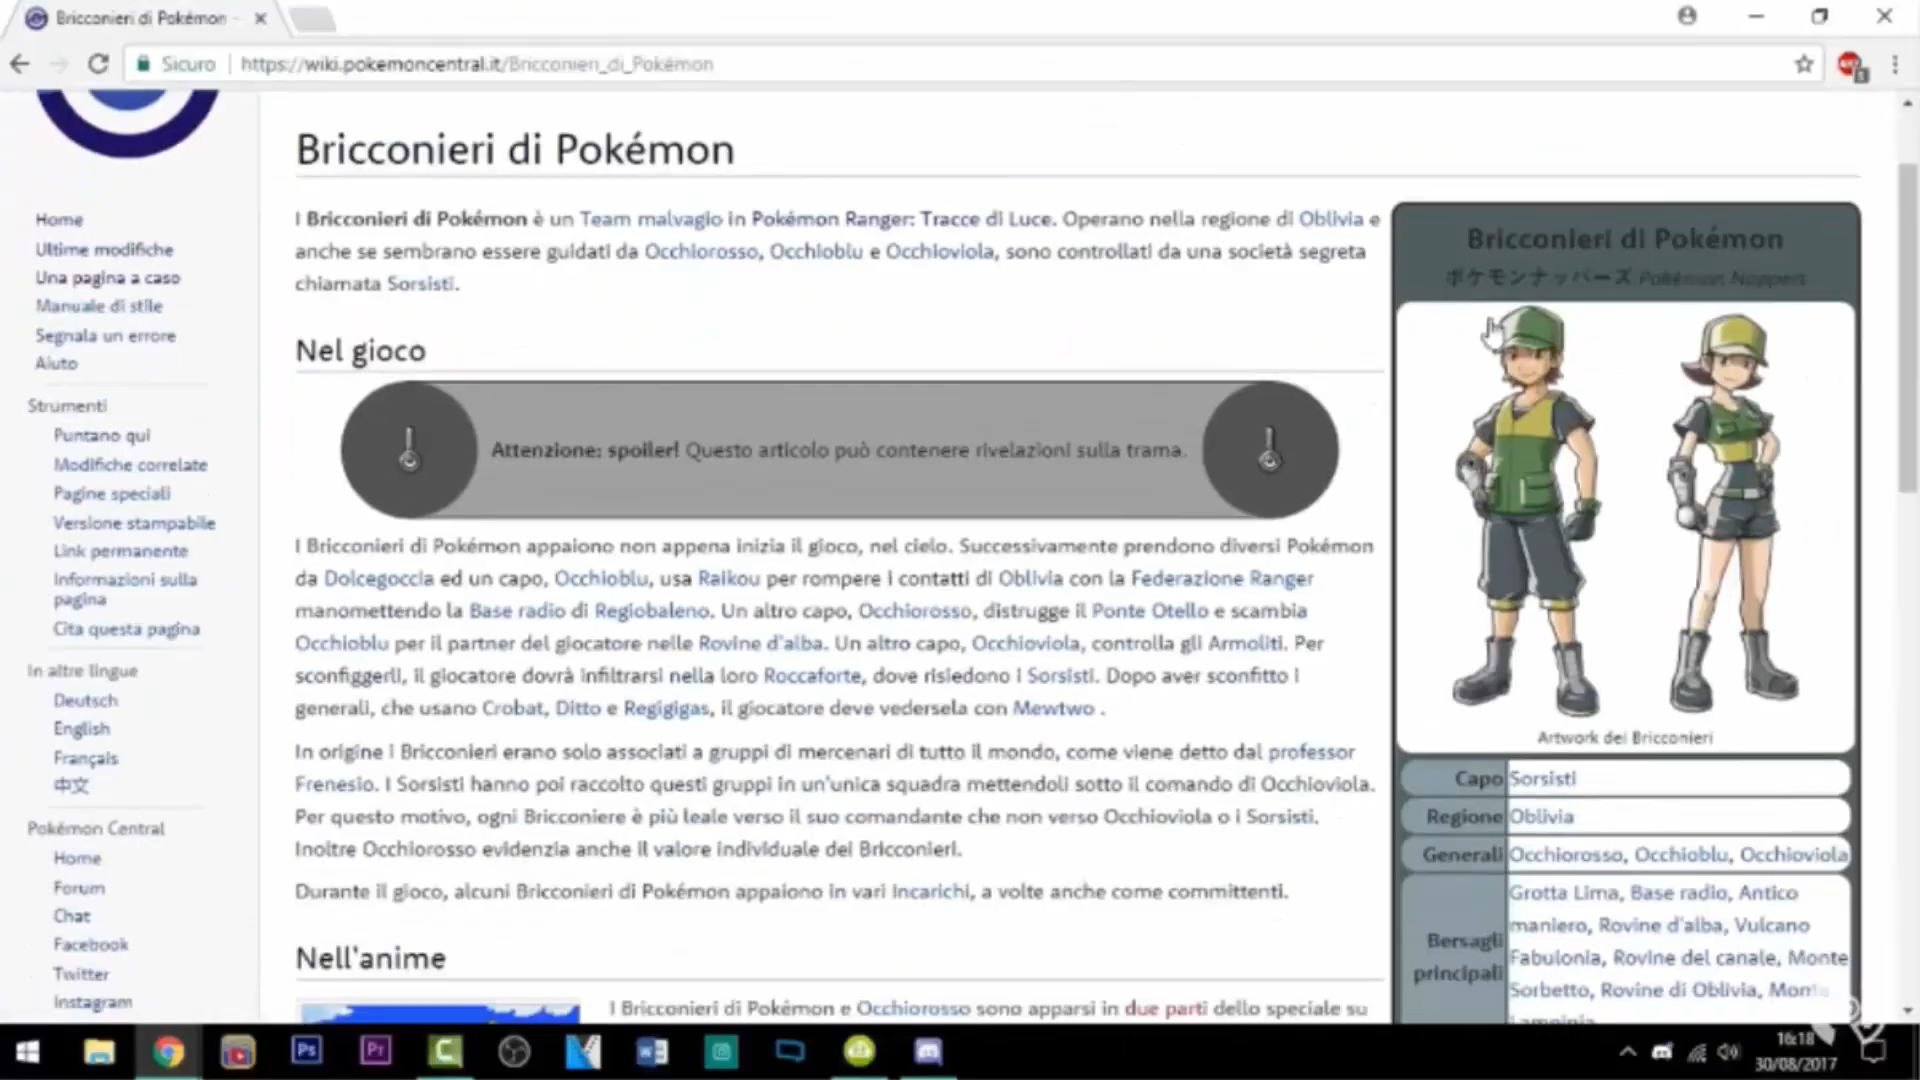 Bricconieri di Pokémon -
Sicuro
https://wiki.pokemoncentral.it/Bricconieri_di_Pokémon
Home
Ultime modifiche
Una pagina a caso
Manuale di stile
Segnala un errore
Aiuto
Strumenti
Puntano qui
Modifiche correlate
Pagine speciali
Versione stampabile
Link permanente
Informazioni sulla
pagina
Cita questa pagina
In altre lingue
Deutsch
English
Français
中文
Pokémon Central
Home
Forum
Chat
Facebook
Twitter
Instagram
Bricconieri di Pokémon
I Bricconieri di Pokémon è un Team malvagio in Pokémon Ranger: Tracce di Luce. Operano nella regione di Oblivia e
anche se sembrano essere guidati da Occhiorosso, Occhioblu e Occhioviola, sono controllati da una società segreta
chiamata Sorsisti.
Nel gioco
Attenzione: spoiler! Questo articolo può contenere rivelazioni sulla trama.
I Bricconieri di Pokémon appaiono non appena inizia il gioco, nel cielo. Successivamente prendono diversi Pokémon
da Dolcegoccia ed un capo, Occhioblu, usa Raikou per rompere i contatti di Oblivia con la Federazione Ranger
manomettendo la Base radio di Regiobaleno. Un altro capo, Occhiorosso, distrugge il Ponte Otello e scambia
Occhioblu per il partner del giocatore nelle Rovine d'alba. Un altro capo, Occhioviola, controlla gli Armoliti. Per
sconfiggerli, il giocatore dovrà infiltrarsi nella loro Roccaforte, dove risiedono i Sorsisti. Dopo aver sconfitto i
generali, che usano Crobat, Ditto e Regigigas, il giocatore deve vedersela con Mewtwo .
In origine i Bricconieri erano solo associati a gruppi di mercenari di tutto il mondo, come viene detto dal professor
Frenesio. I Sorsisti hanno poi raccolto questi gruppi in un'unica squadra mettendoli sotto il comando di Occhioviola.
Per questo motivo, ogni Bricconiere è più leale verso il suo comandante che non verso Occhioviola o i Sorsisti.
Inoltre Occhiorosso evidenzia anche il valore individuale dei Bricconieri.
Durante il gioco, alcuni Bricconieri di Pokémon appaiono in vari Incarichi, a volte anche come committenti.
Nell'anime
I Bricconieri di Pokémon e Occhiorosso sono apparsi in due parti dello speciale su
Bricconieri di Pokémon
ポケモンナッパーズ Pokémon Nappers
Artwork dei Bricconieri
Capo Sorsisti
Regione Oblivia
Generali Occhiorosso, Occhioblu, Occhioviola
Bersagli principali
Grotta Lima, Base radio, Antico
maniero, Rovine d'alba, Vulcano
Fabulonia, Rovine del canale, Monte
Sorbetto, Rovine di Oblivia, Monte
Ps
Pr
16:18
30/08/2017